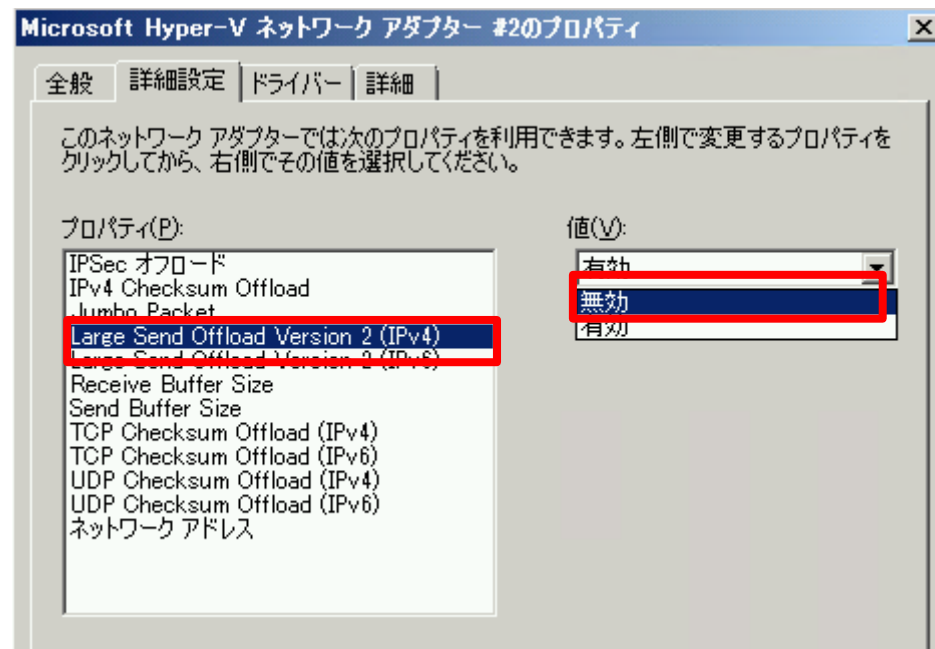 Microsoft Hyper-V ネットワーク アダプター #2のプロパティ
全般 詳細設定 ドライバー 詳細
このネットワーク アダプターでは次のプロパティを利用できます。左側で変更するプロパティを
クリックしてから、右側でその値を選択してください。
プロパティ(P):
IPSec オフロード
IPv4 Checksum Offload
Jumbo Packet
Large Send Offload Version 2 (IPv4)
Large Send Offload Version 2 (IPv6)
Receive Buffer Size
Send Buffer Size
TCP Checksum Offload (IPv4)
TCP Checksum Offload (IPv6)
UDP Checksum Offload (IPv4)
UDP Checksum Offload (IPv6)
ネットワーク アドレス
値(V):
有効
無効
有効